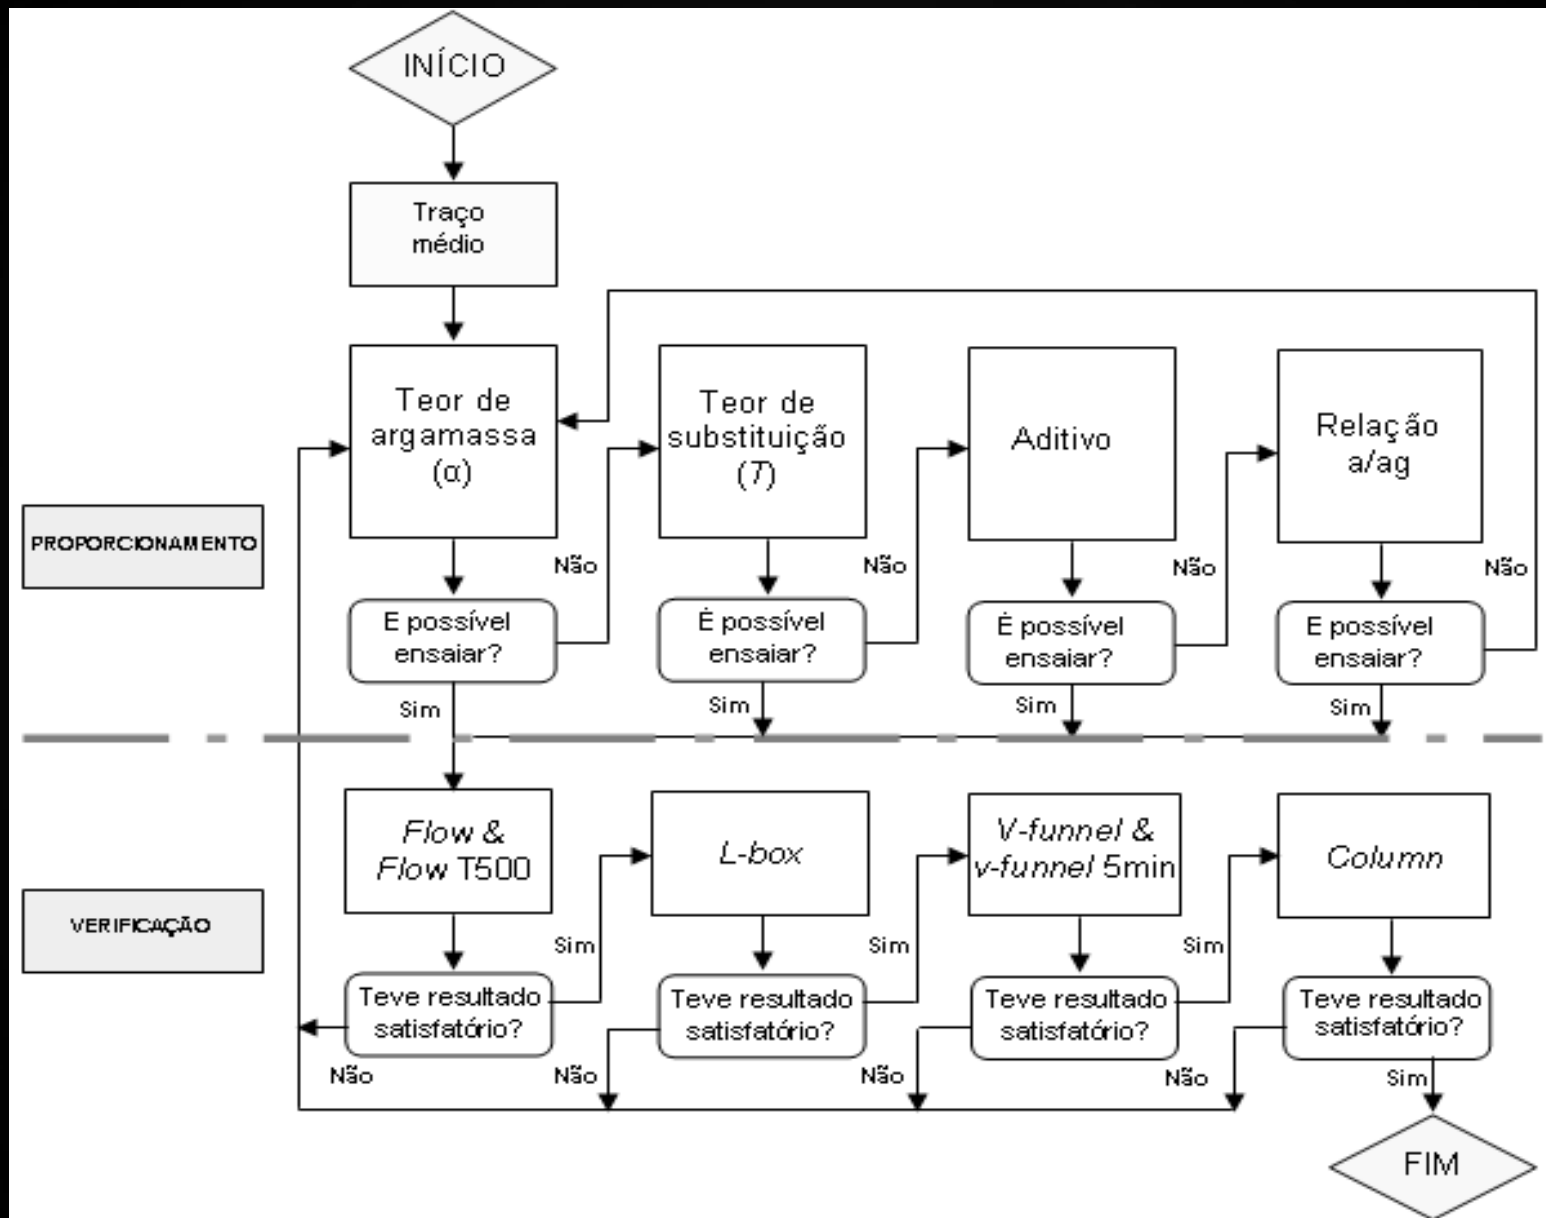 INÍCIO
Traço
médio
Teor de
argamassa
(α)
Teor de
substituição
(T)
Aditivo
Relação
a/ag
PROPORCIONAMENTO
Não
Não
Não
Não
E possível
ensaiar?
É possível
ensaiar?
É possível
ensaiar?
E possível
ensaiar?
Sim
Sim
Sim
Sim
Flow &
Flow T500
L-box
V-funnel &
v-funnel 5min
Column
VERIFICAÇÃO
Sim
Sim
Sim
Teve resultado
satisfatório?
Teve resultado
satisfatório?
Teve resultado
satisfatório?
Teve resultado
satisfatório?
Não
Não
Não
Não
Sim
FIM